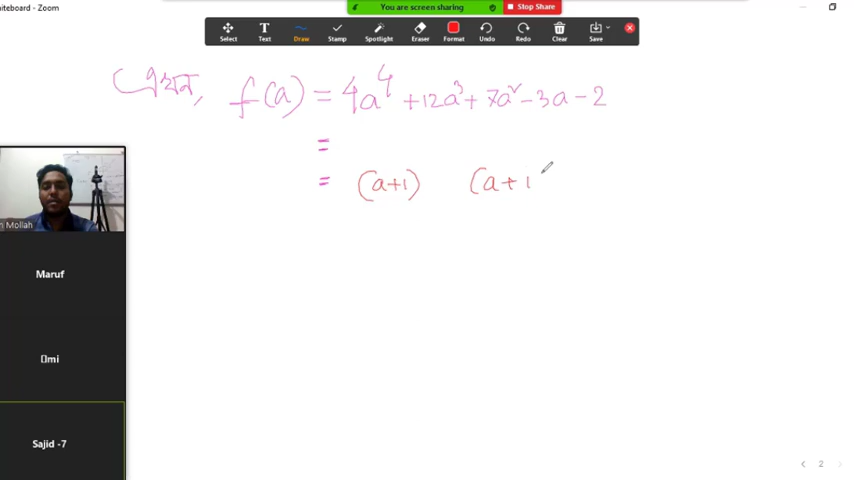 Whiteboard - Zoom
You are screen sharing
Stop Share
Select Text Draw Stamp Spotlight Eraser Format Undo Redo Clear Save
f(a) = 4a⁴ + 12a³ + 7a² - 3a - 2
=
= (a+1) (a+1
Mollah
Maruf
Omi
Sajid -7
2